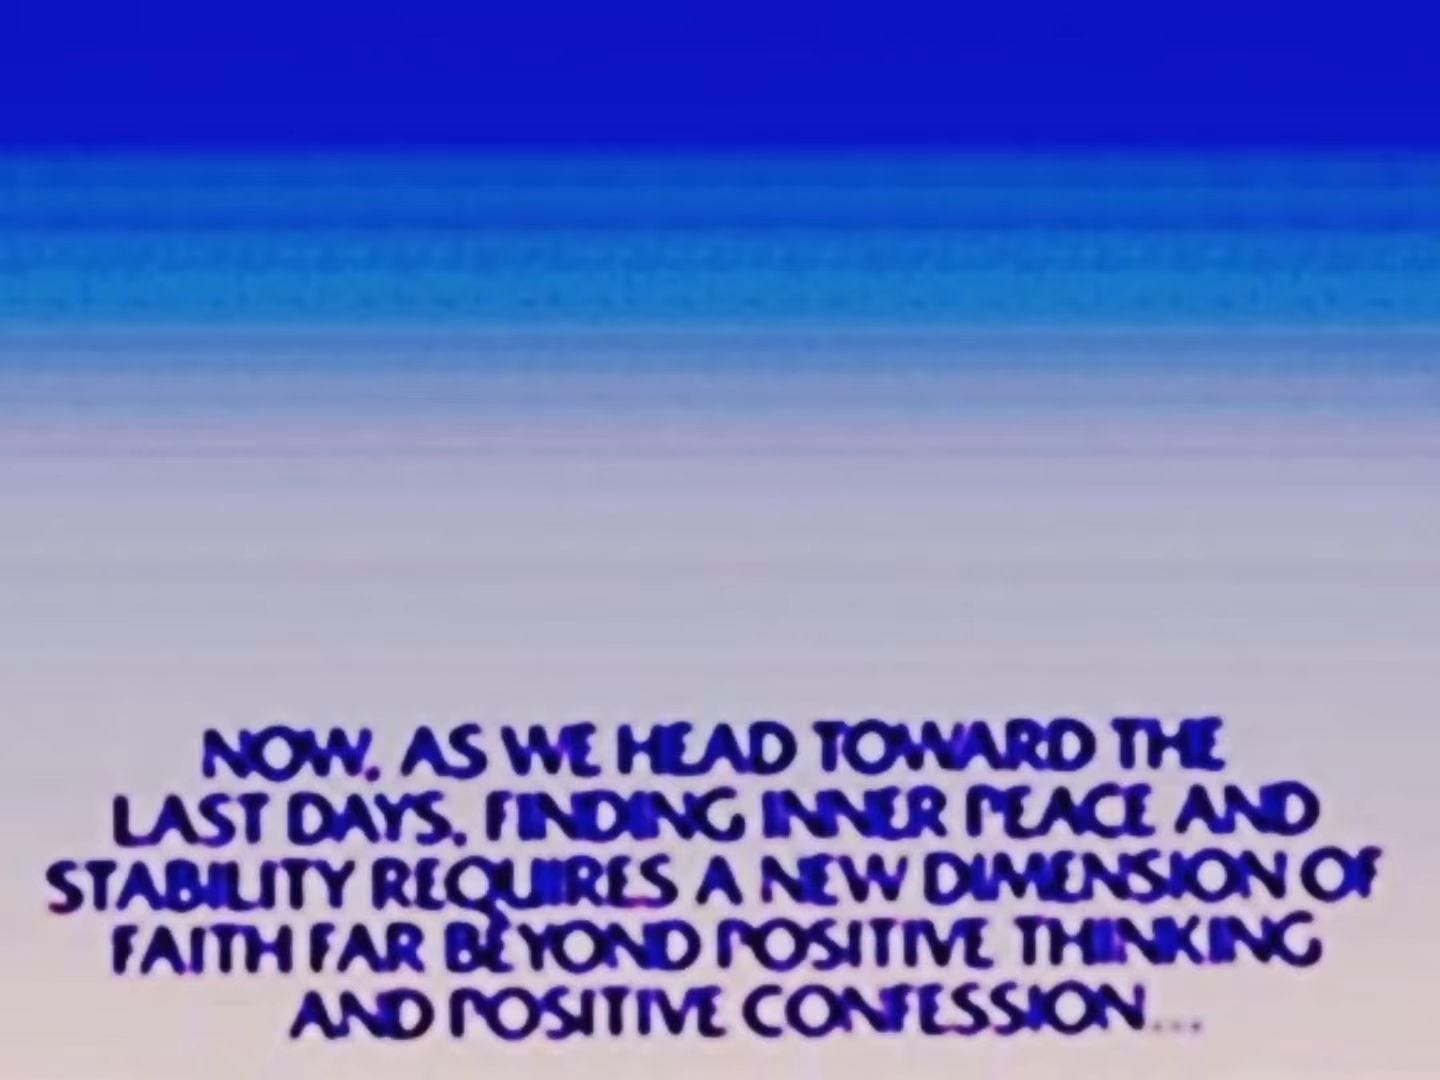 NOW, AS WE HEAD TOWARD THE
LAST DAYS, FINDING INNER PEACE AND
STABILITY REQUIRES A NEW DIMENSION OF
FAITH FAR BEYOND POSITIVE THINKING
AND POSITIVE CONFESSION...